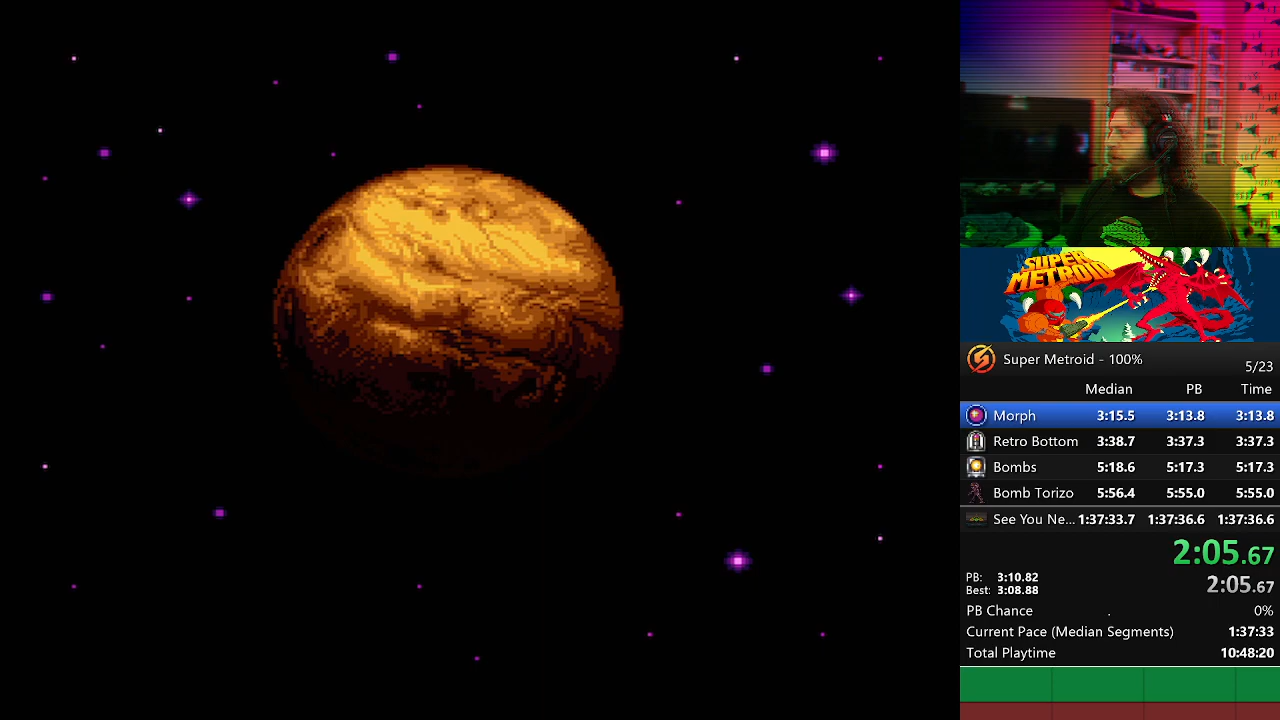 SUPER
METROID
Super Metroid - 100%
5/23
Median PB Time
Morph 3:15.5 3:13.8 3:13.8
Retro Bottom 3:38.7 3:37.3 3:37.3
Bombs 5:18.6 5:17.3 5:17.3
Bomb Torizo 5:56.4 5:55.0 5:55.0
See You Ne... 1:37:33.7 1:37:36.6 1:37:36.6
2:05.67
PB: 3:10.82
Best: 3:08.88
2:05.67
PB Chance . 0%
Current Pace (Median Segments) 1:37:33
Total Playtime 10:48:20